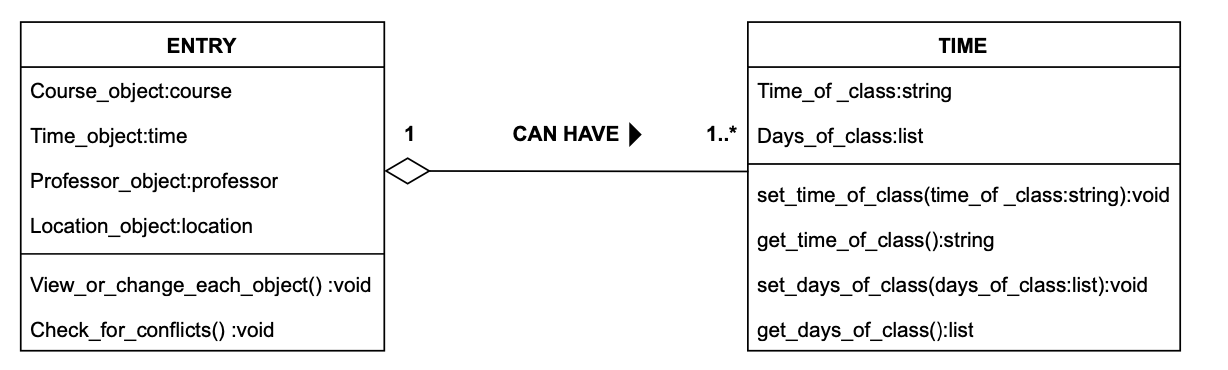 ENTRY
Course_object:course
Time_object:time
Professor_object:professor
Location_object:location
View_or_change_each_object() :void
Check_for_conflicts() :void
1
CAN HAVE
1..*
TIME
Time_of _class:string
Days_of_class:list
set_time_of_class(time_of _class:string):void
get_time_of_class():string
set_days_of_class(days_of_class:list):void
get_days_of_class():list